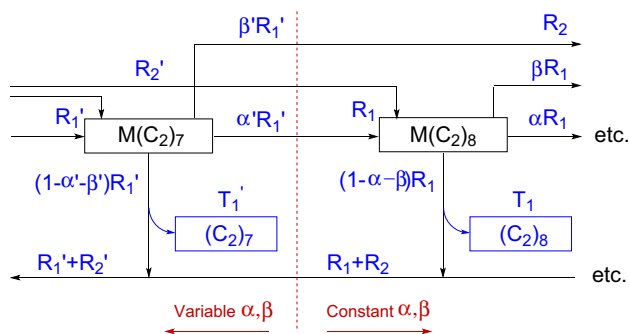 β'R₁' R₂
R₂' βR₁
R₁' M(C₂)₇ α'R₁' R₁ M(C₂)₈ αR₁ etc.
(1-α'-β')R₁' (1-α-β)R₁
T₁' T₁
(C₂)₇ (C₂)₈
R₁'+R₂' R₁+R₂ etc.
Variable α,β Constant α,β